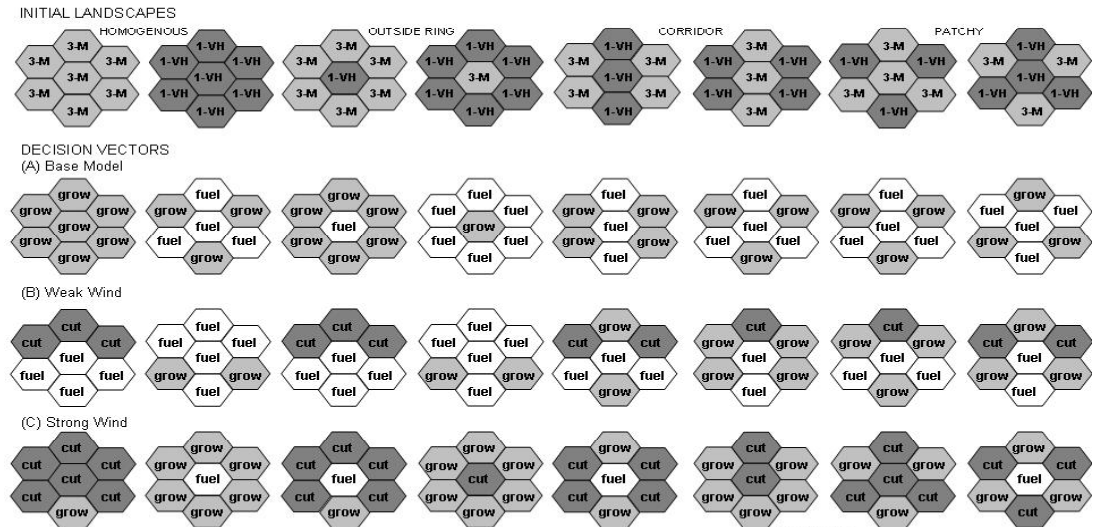 INITIAL LANDSCAPES
HOMOGENOUS OUTSIDE RING CORRIDOR PATCHY
3-M 1-VH 3-M 1-VH 1-VH 3-M 3-M 1-VH
3-M 3-M 1-VH 1-VH 3-M 3-M 1-VH 1-VH 3-M 3-M 1-VH 1-VH 1-VH 1-VH 3-M 3-M
3-M 1-VH 1-VH 3-M 1-VH 3-M 3-M 1-VH
3-M 3-M 1-VH 1-VH 3-M 3-M 1-VH 1-VH 3-M 3-M 1-VH 1-VH 3-M 3-M 1-VH 1-VH
3-M 1-VH 3-M 1-VH 1-VH 3-M 1-VH 3-M
DECISION VECTORS
(A) Base Model
grow fuel grow fuel fuel fuel fuel grow
grow grow grow grow grow grow fuel fuel grow grow grow grow grow grow fuel fuel
grow fuel fuel grow fuel fuel fuel fuel
grow grow fuel fuel grow grow fuel fuel grow grow fuel fuel fuel fuel grow grow
grow grow grow fuel fuel grow grow fuel
(B) Weak Wind
cut fuel cut fuel grow cut cut grow
cut cut fuel fuel cut cut fuel fuel cut cut grow grow grow grow cut cut
fuel fuel fuel fuel fuel fuel fuel fuel
fuel fuel grow grow fuel fuel grow grow fuel fuel grow grow fuel fuel grow grow
fuel fuel fuel fuel grow fuel grow fuel
(C) Strong Wind
cut grow cut grow grow cut cut grow
cut cut grow grow cut cut grow grow cut cut grow grow grow cut cut cut
cut fuel fuel cut fuel cut cut fuel
cut cut grow grow cut cut grow grow cut cut grow grow cut cut grow grow
grow grow grow grow grow grow grow cut